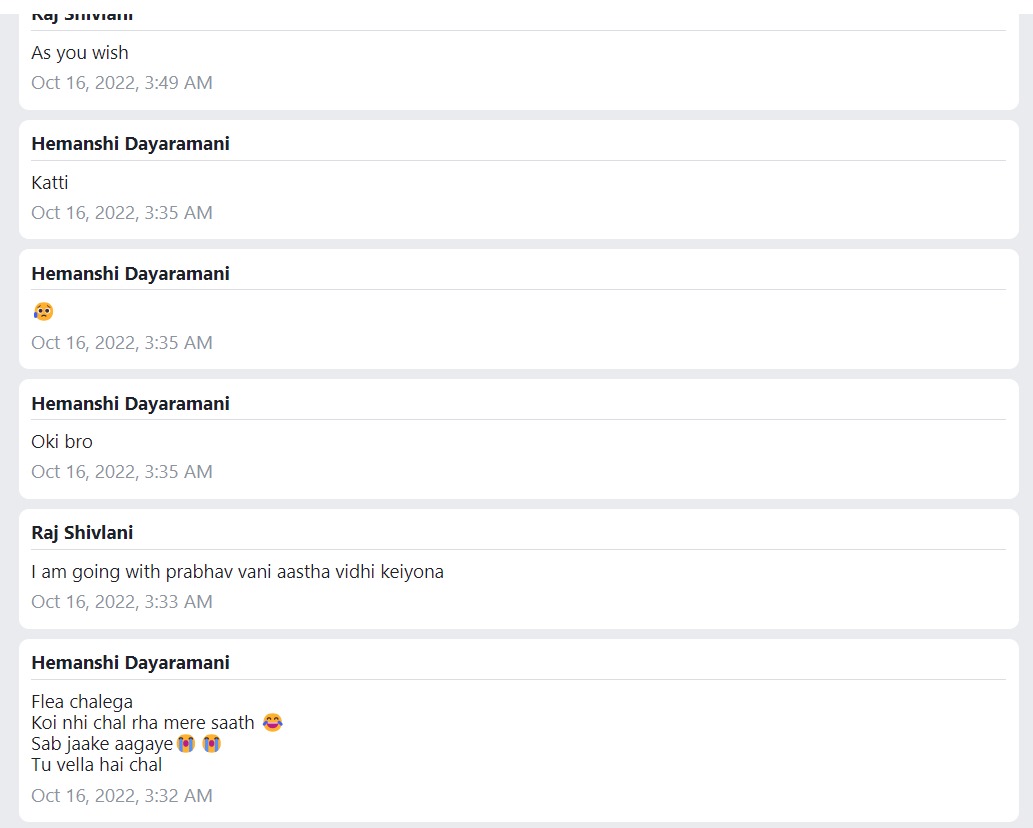 Raj Shivlani
As you wish
Oct 16, 2022, 3:49 AM
Hemanshi Dayaramani
Katti
Oct 16, 2022, 3:35 AM
Hemanshi Dayaramani
😥
Oct 16, 2022, 3:35 AM
Hemanshi Dayaramani
Oki bro
Oct 16, 2022, 3:35 AM
Raj Shivlani
I am going with prabhav vani aastha vidhi keiyona
Oct 16, 2022, 3:33 AM
Hemanshi Dayaramani
Flea chalega
Koi nhi chal rha mere saath 😂
Sab jaake aagaye😭 😭
Tu vella hai chal
Oct 16, 2022, 3:32 AM